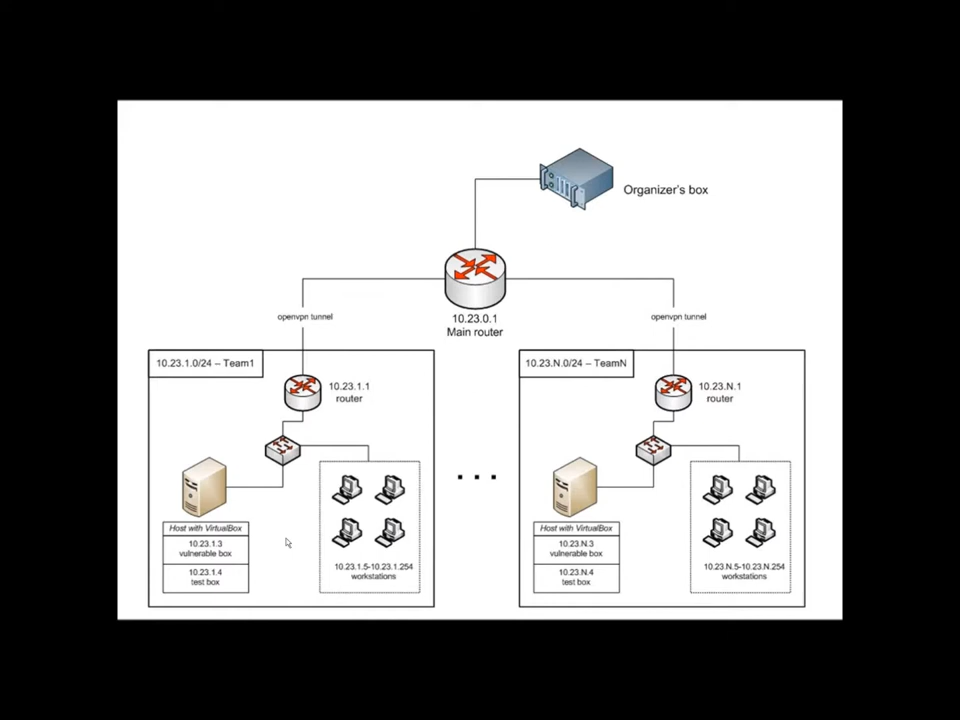 Organizer's box
10.23.0.1
Main router
openvpn tunnel
openvpn tunnel
10.23.1.0/24 – Team1
10.23.1.1
router
Host with VirtualBox
10.23.1.3
vulnerable box
10.23.1.4
test box
10.23.1.5-10.23.1.254
workstations
...
10.23.N.0/24 – TeamN
10.23.N.1
router
Host with VirtualBox
10.23.N.3
vulnerable box
10.23.N.4
test box
10.23.N.5-10.23.N.254
workstations